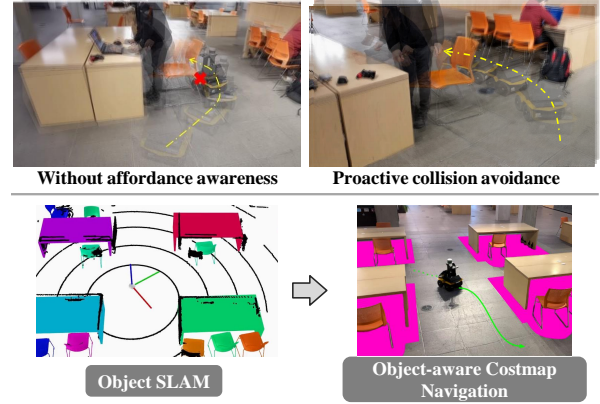 Without affordance awareness
Proactive collision avoidance
Object SLAM
Object-aware Costmap
Navigation